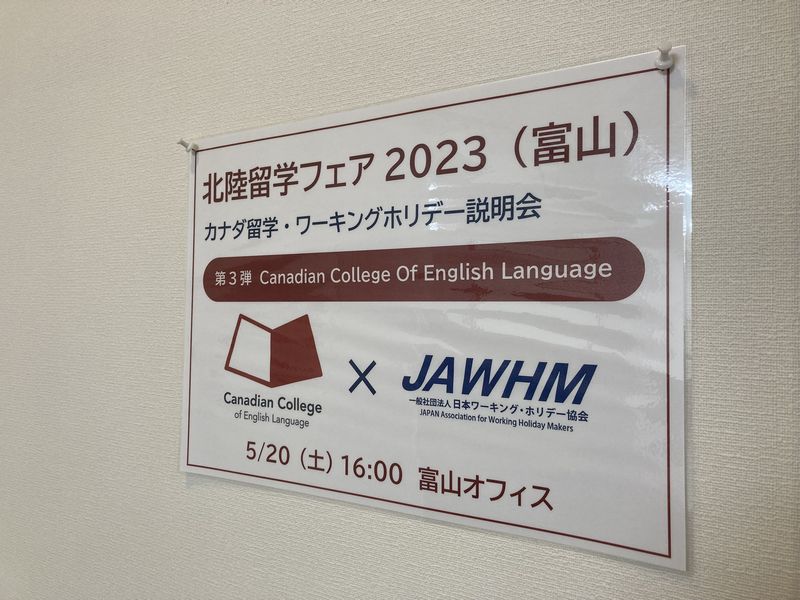 北陸留学フェア 2023（富山）
カナダ留学・ワーキングホリデー説明会
第３弾 Canadian College Of English Language
Canadian College
of English Language
×
JAWHM
一般社団法人 日本ワーキング・ホリデー協会
JAPAN Association for Working Holiday Makers
5/20（土）16:00 富山オフィス